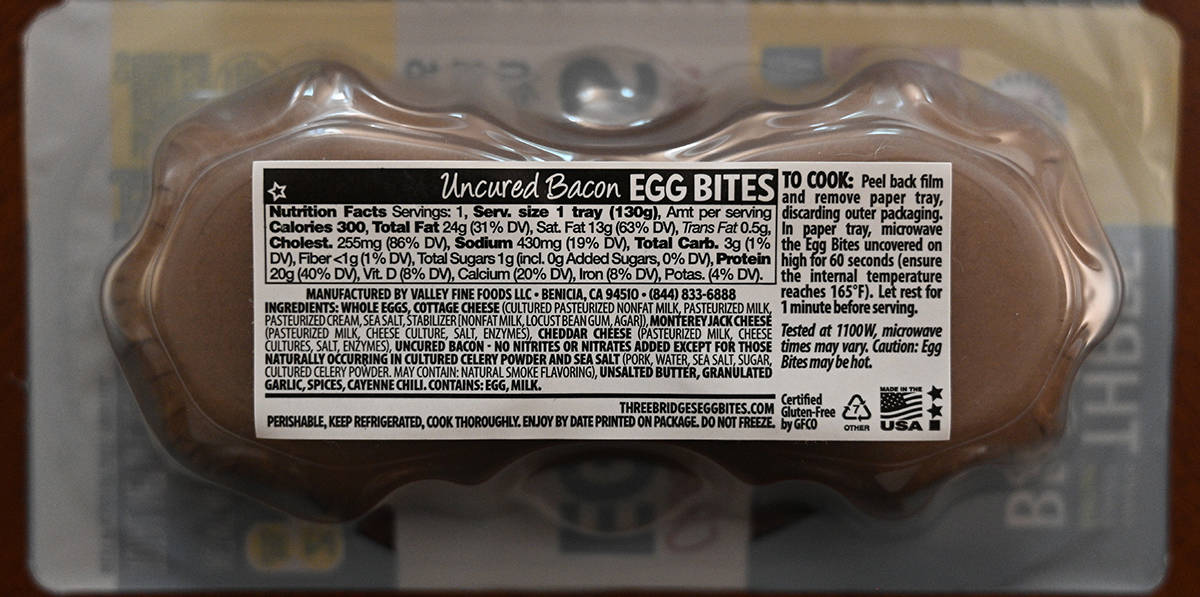 Uncured Bacon EGG BITES
Nutrition Facts Servings: 1, Serv. size 1 tray (130g), Amt per serving
Calories 300, Total Fat 24g (31% DV), Sat. Fat 13g (63% DV), Trans Fat 0.5g,
Cholest. 255mg (86% DV), Sodium 430mg (19% DV), Total Carb. 3g (1%
DV), Fiber <1g (1% DV), Total Sugars 1g (incl. 0g Added Sugars, 0% DV), Protein
20g (40% DV), Vit. D (8% DV), Calcium (20% DV), Iron (8% DV), Potas. (4% DV).
MANUFACTURED BY VALLEY FINE FOODS LLC • BENICIA, CA 94510 • (844) 833-6888
INGREDIENTS: WHOLE EGGS, COTTAGE CHEESE (CULTURED PASTEURIZED NONFAT MILK, PASTEURIZED MILK,
PASTEURIZED CREAM, SEA SALT, STABILIZER [NONFAT MILK, LOCUST BEAN GUM, AGAR]), MONTEREY JACK CHEESE
(PASTEURIZED MILK, CHEESE CULTURE, SALT, ENZYMES), CHEDDAR CHEESE (PASTEURIZED MILK, CHEESE
CULTURES, SALT, ENZYMES), UNCURED BACON - NO NITRITES OR NITRATES ADDED EXCEPT FOR THOSE
NATURALLY OCCURRING IN CULTURED CELERY POWDER AND SEA SALT (PORK, WATER, SEA SALT, SUGAR,
CULTURED CELERY POWDER. MAY CONTAIN: NATURAL SMOKE FLAVORING), UNSALTED BUTTER, GRANULATED
GARLIC, SPICES, CAYENNE CHILI. CONTAINS: EGG, MILK.
THREEBRIDGESEGGBITES.COM
PERISHABLE, KEEP REFRIGERATED, COOK THOROUGHLY. ENJOY BY DATE PRINTED ON PACKAGE. DO NOT FREEZE.
TO COOK: Peel back film
and remove paper tray,
discarding outer packaging.
In paper tray, microwave
the Egg Bites uncovered on
high for 60 seconds (ensure
the internal temperature
reaches 165°F). Let rest for
1 minute before serving.
Tested at 1100W, microwave
times may vary. Caution: Egg
Bites may be hot.
Certified
Gluten-Free
by GFCO
7
OTHER
MADE IN THE
USA